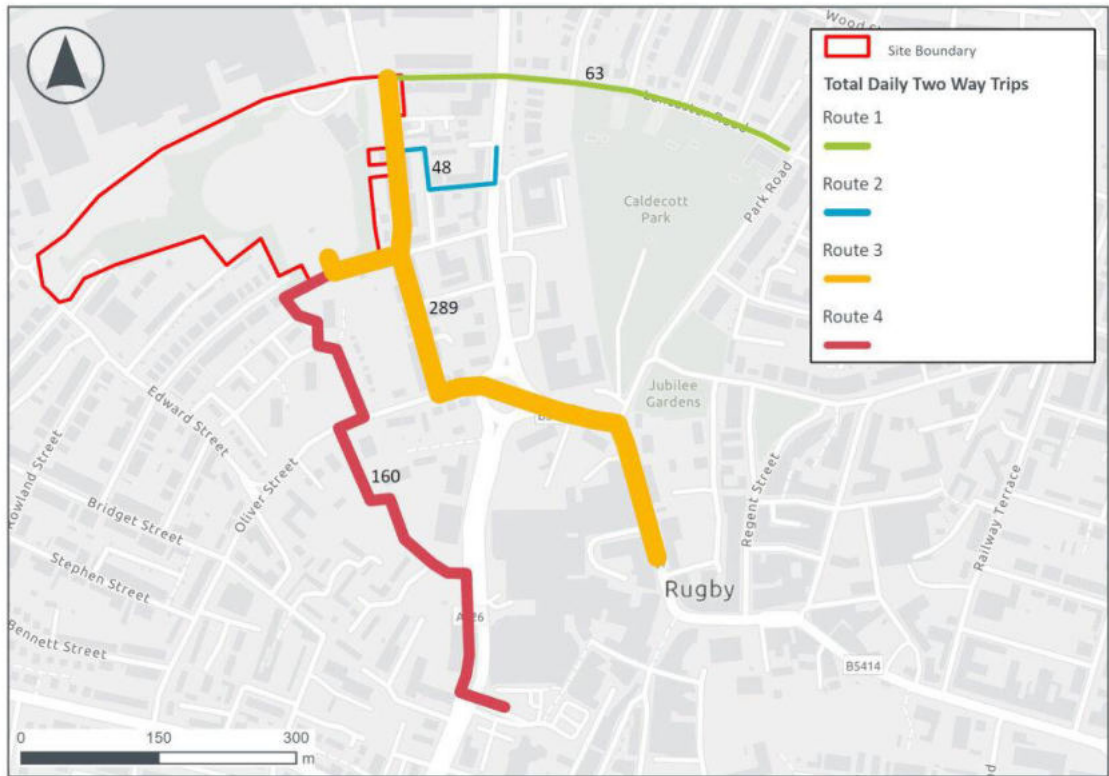 Wood St
Site Boundary
Total Daily Two Way Trips
Route 1
Route 2
Route 3
Route 4
63
Lancaster Road
48
Caldecott
Park
Park Road
289
Jubilee
Gardens
Edward Street
Rowland Street
160
Oliver Street
Bridget Street
Regent Street
Railway Terrace
Stephen Street
Rugby
Bennett Street
B5414
0
150
300
m